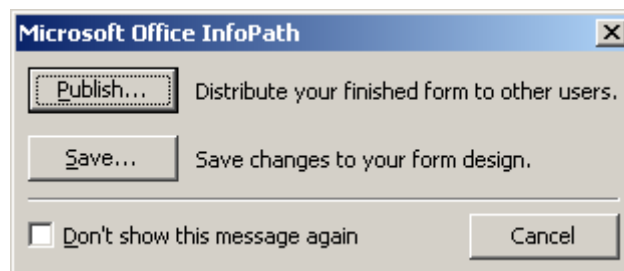 Microsoft Office InfoPath
Publish... Distribute your finished form to other users.
Save... Save changes to your form design.
Don't show this message again Cancel